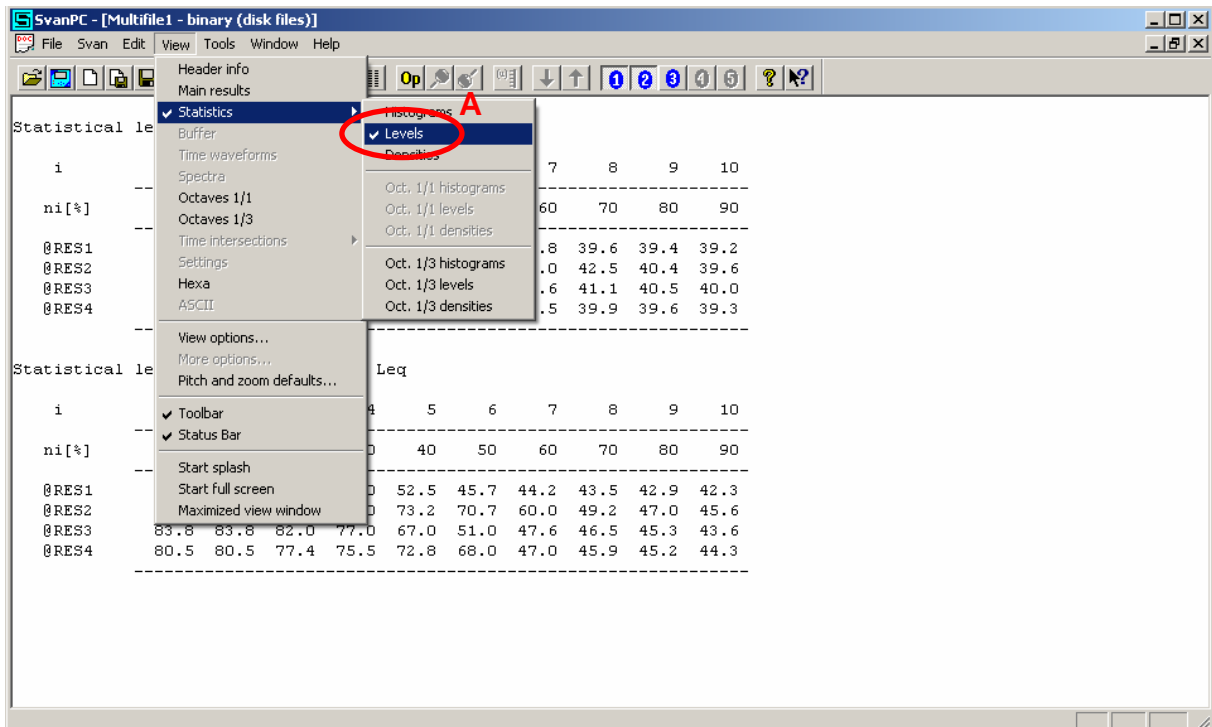 SvanPC - [Multifile1 - binary (disk files)]
File Svan Edit View Tools Window Help
Op 1 2 3 4 5
Header info
Main results
Statistics
Buffer
Time waveforms
Spectra
Octaves 1/1
Octaves 1/3
Time intersections
Settings
Hexa
ASCII
View options...
More options...
Pitch and zoom defaults...
Toolbar
Status Bar
Start splash
Start full screen
Maximized view window
A
Histograms
Levels
Densities
Oct. 1/1 histograms
Oct. 1/1 levels
Oct. 1/1 densities
Oct. 1/3 histograms
Oct. 1/3 levels
Oct. 1/3 densities
Statistical le
i 7 8 9 10
ni[%] 60 70 80 90
@RES1 .8 39.6 39.4 39.2
@RES2 .0 42.5 40.4 39.6
@RES3 .6 41.1 40.5 40.0
@RES4 .5 39.9 39.6 39.3
Statistical le Leq
i 4 5 6 7 8 9 10
ni[%] 0 40 50 60 70 80 90
@RES1 0 52.5 45.7 44.2 43.5 42.9 42.3
@RES2 0 73.2 70.7 60.0 49.2 47.0 45.6
@RES3 83.8 83.8 82.0 77.0 67.0 51.0 47.6 46.5 45.3 43.6
@RES4 80.5 80.5 77.4 75.5 72.8 68.0 47.0 45.9 45.2 44.3